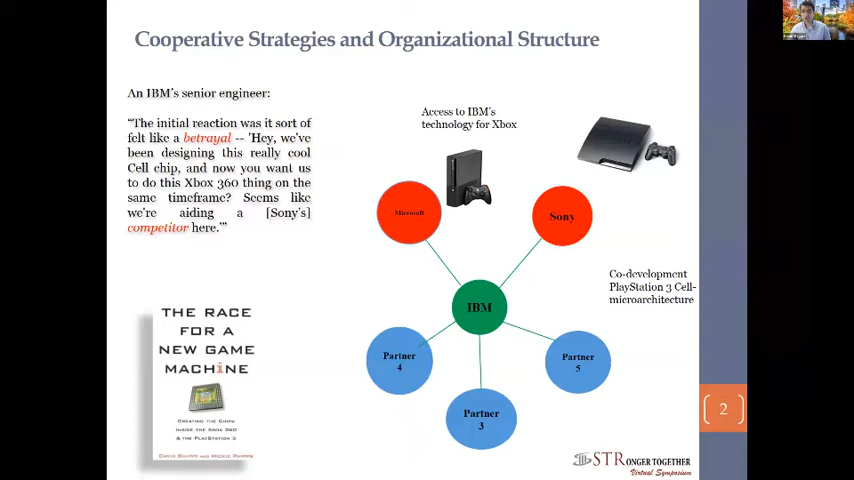 Cooperative Strategies and Organizational Structure
An IBM's senior engineer:
"The initial reaction was it sort of
felt like a betrayal -- 'Hey, we've
been designing this really cool
Cell chip, and now you want us
to do this Xbox 360 thing on the
same timeframe? Seems like
we're aiding a [Sony's]
competitor here.'"
Access to IBM's
technology for Xbox
Microsoft
Sony
Co-development
PlayStation 3 Cell-
microarchitecture
IBM
Partner
4
Partner
5
Partner
3
THE RACE
FOR A
NEW GAME
MACHINE
CREATING THE CHIPS
INSIDE THE XBOX 360
& THE PLAYSTATION 3
DAVID SHIPPY AND MICKIE PHIPPS
2
STRONGER TOGETHER
Virtual Symposium